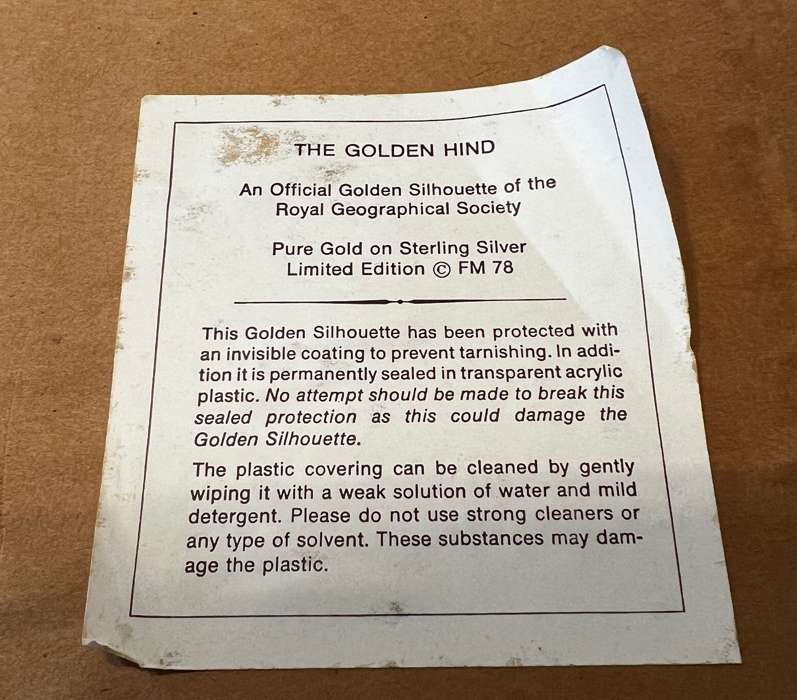 THE GOLDEN HIND
An Official Golden Silhouette of the
Royal Geographical Society
Pure Gold on Sterling Silver
Limited Edition © FM 78
This Golden Silhouette has been protected with
an invisible coating to prevent tarnishing. In addi-
tion it is permanently sealed in transparent acrylic
plastic. No attempt should be made to break this
sealed protection as this could damage the
Golden Silhouette.
The plastic covering can be cleaned by gently
wiping it with a weak solution of water and mild
detergent. Please do not use strong cleaners or
any type of solvent. These substances may dam-
age the plastic.